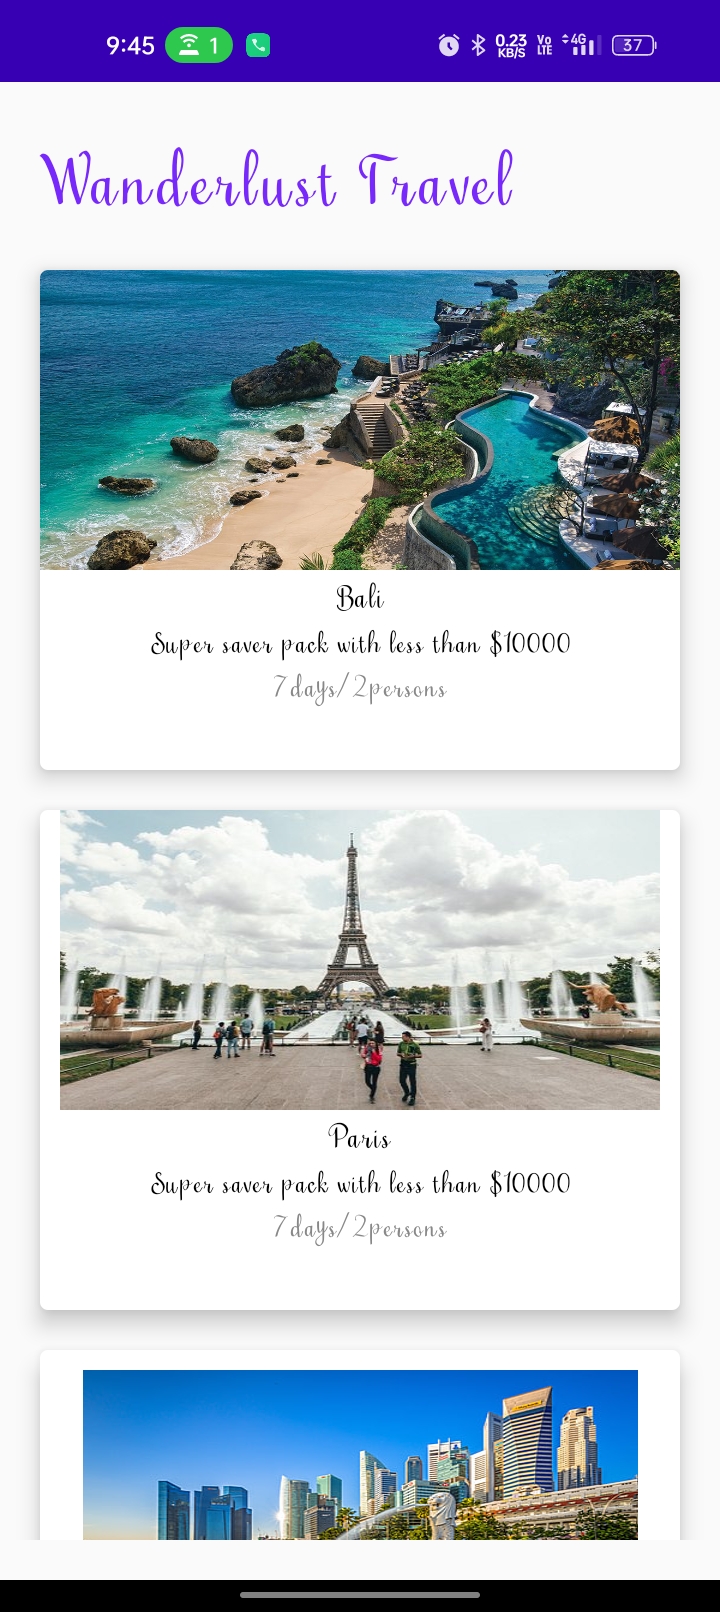 9:45 1 0.23 KB/S Vo LTE 4G 37
Wanderlust Travel
Bali
Super saver pack with less than $10000
7days/2persons
Paris
Super saver pack with less than $10000
7days/2persons